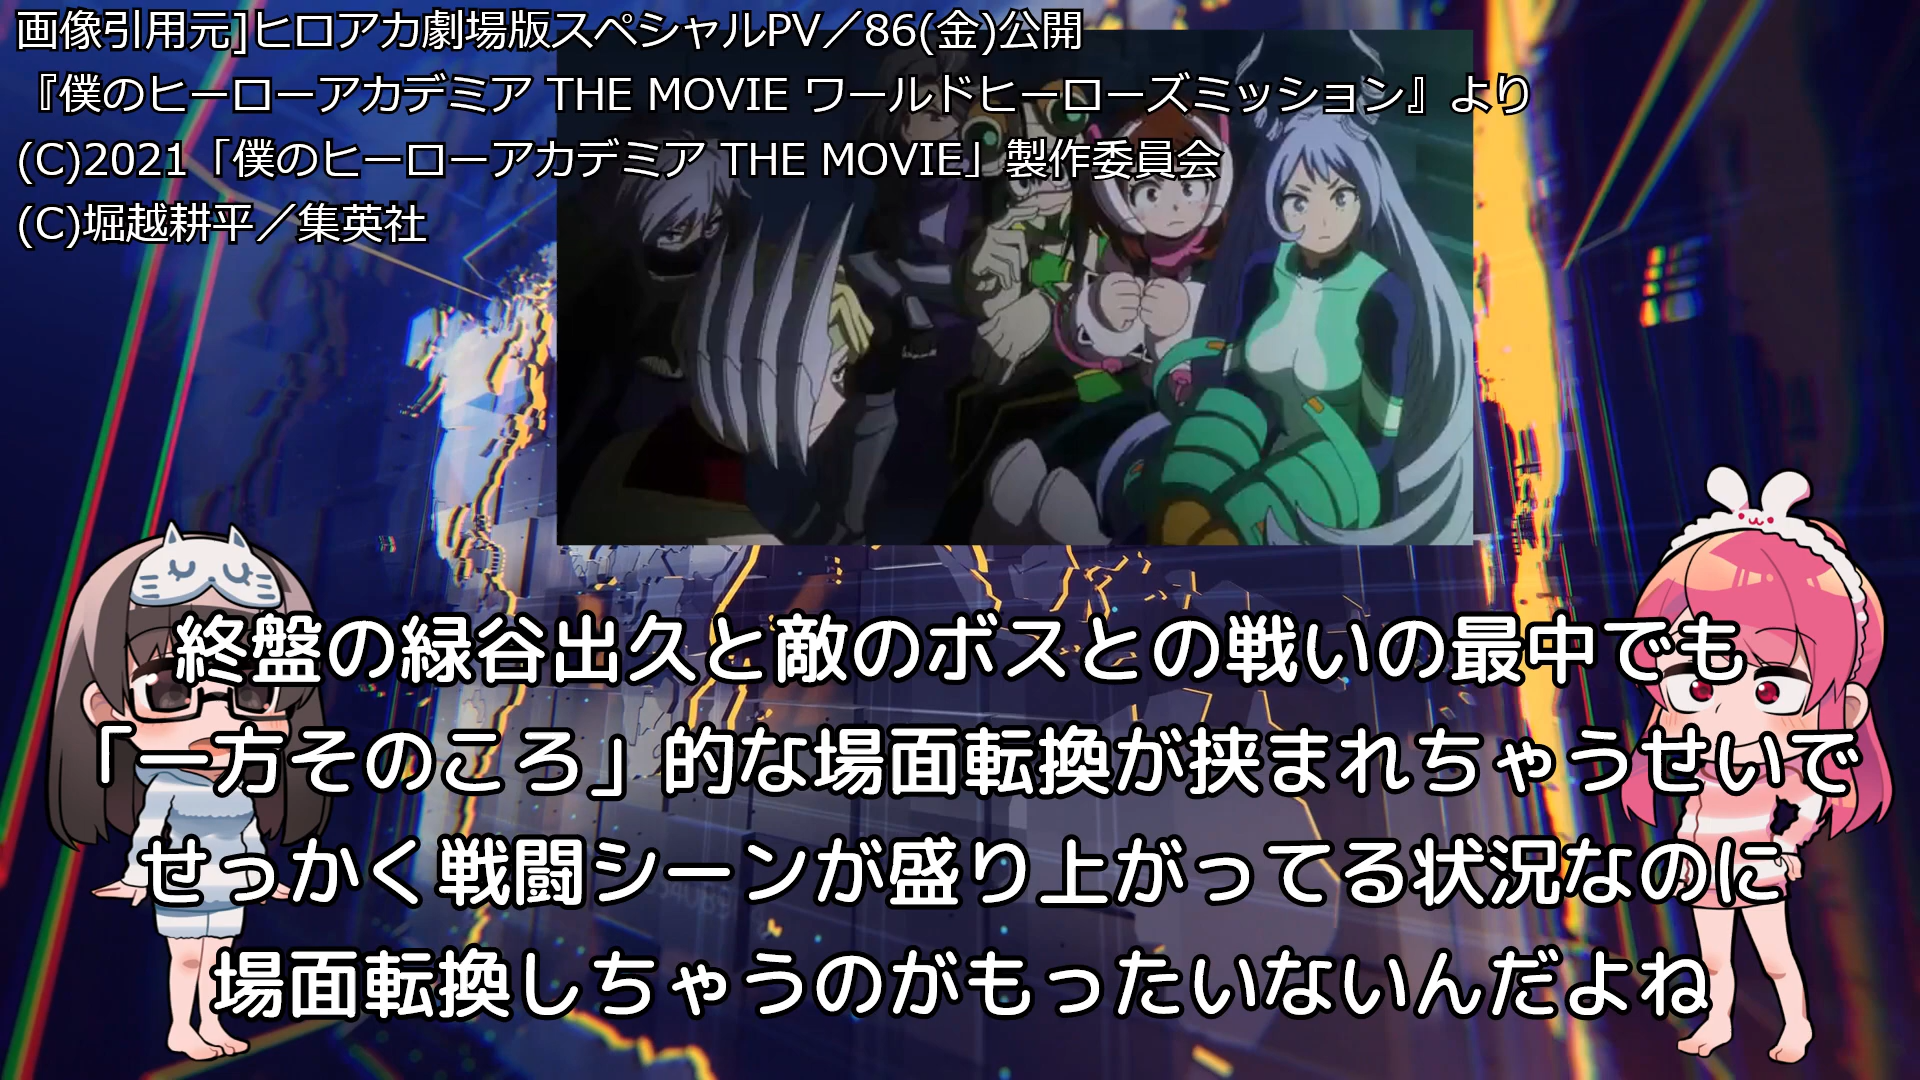 画像引用元]ヒロアカ劇場版スペシャルPV／86(金)公開
『僕のヒーローアカデミア THE MOVIE ワールドヒーローズミッション』より
(C)2021「僕のヒーローアカデミア THE MOVIE」製作委員会
(C)堀越耕平／集英社
終盤の緑谷出久と敵のボスとの戦いの最中でも
「一方そのころ」的な場面転換が挟まれちゃうせいで
せっかく戦闘シーンが盛り上がってる状況なのに
場面転換しちゃうのがもったいないんだよね